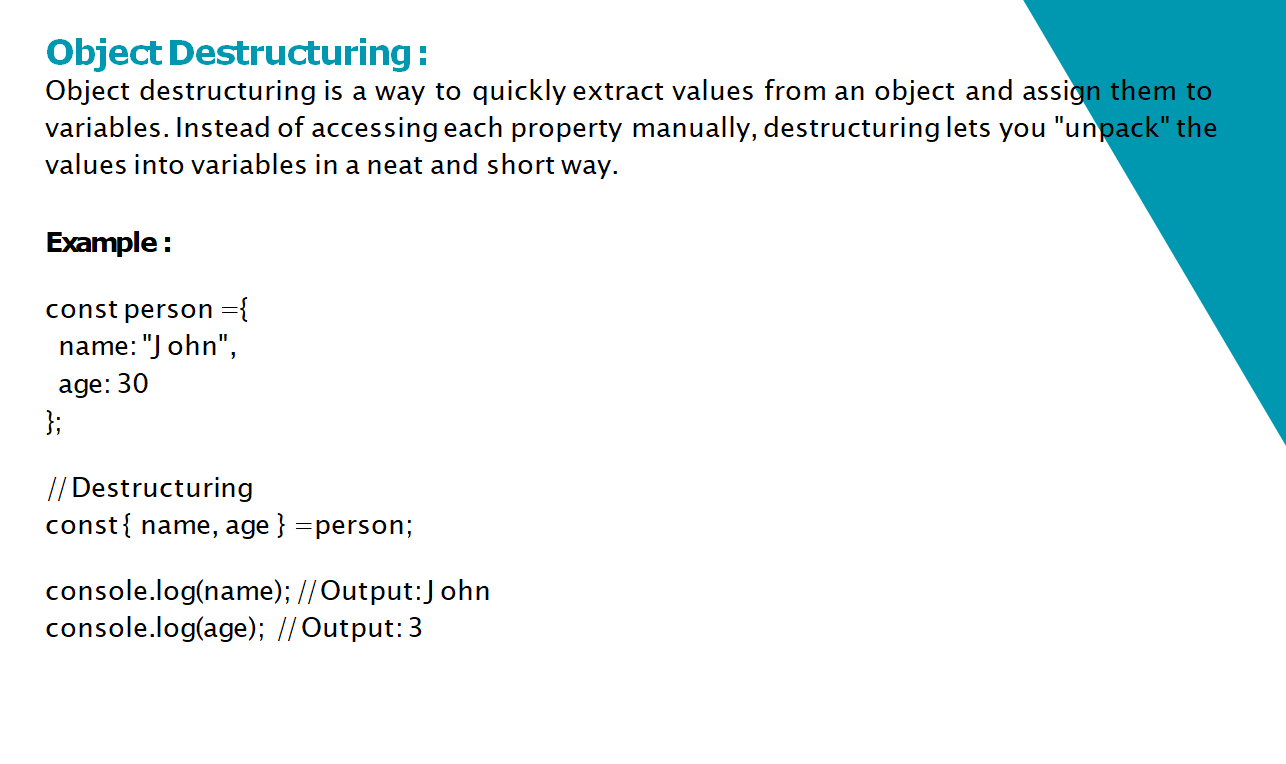 Object Destructuring :
Object destructuring is a way to quickly extract values from an object and assign them to
variables. Instead of accessing each property manually, destructuring lets you "unpack" the
values into variables in a neat and short way.
Example :
const person ={
name: "John",
age: 30
};
// Destructuring
const { name, age } =person;
console.log(name); // Output: John
console.log(age); // Output: 3